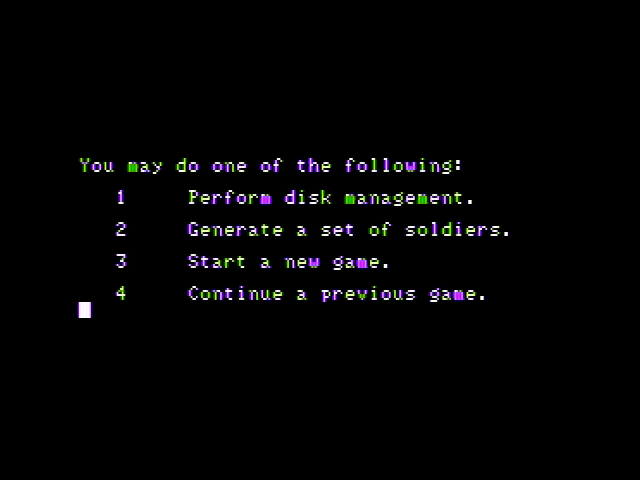 You may do one of the following:
1 Perform disk management.
2 Generate a set of soldiers.
3 Start a new game.
4 Continue a previous game.